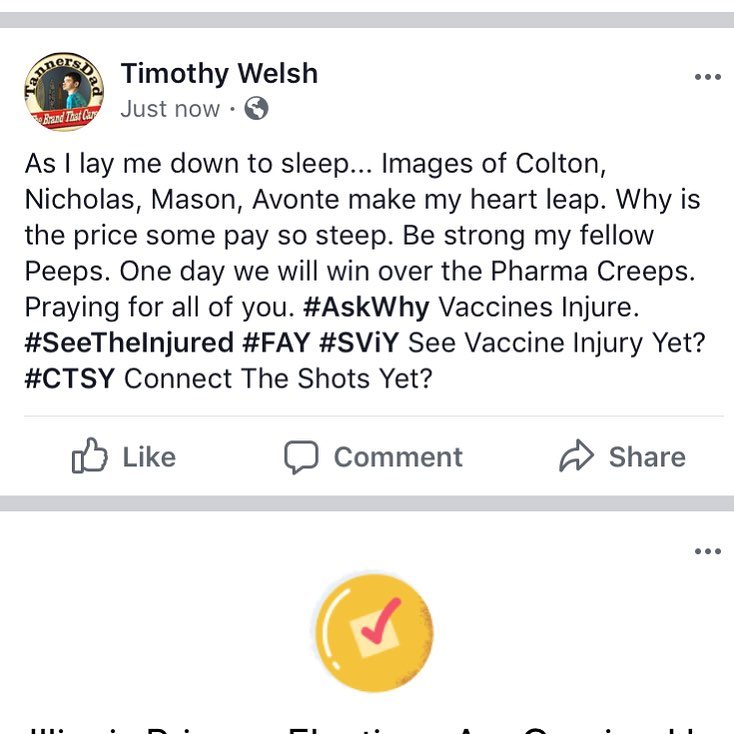 TannersDad
The Brand That Cares
Timothy Welsh
Just now ·
As I lay me down to sleep... Images of Colton,
Nicholas, Mason, Avonte make my heart leap. Why is
the price some pay so steep. Be strong my fellow
Peeps. One day we will win over the Pharma Creeps.
Praying for all of you. #AskWhy Vaccines Injure.
#SeeTheInjured #FAY #SViY See Vaccine Injury Yet?
#CTSY Connect The Shots Yet?
Like Comment Share